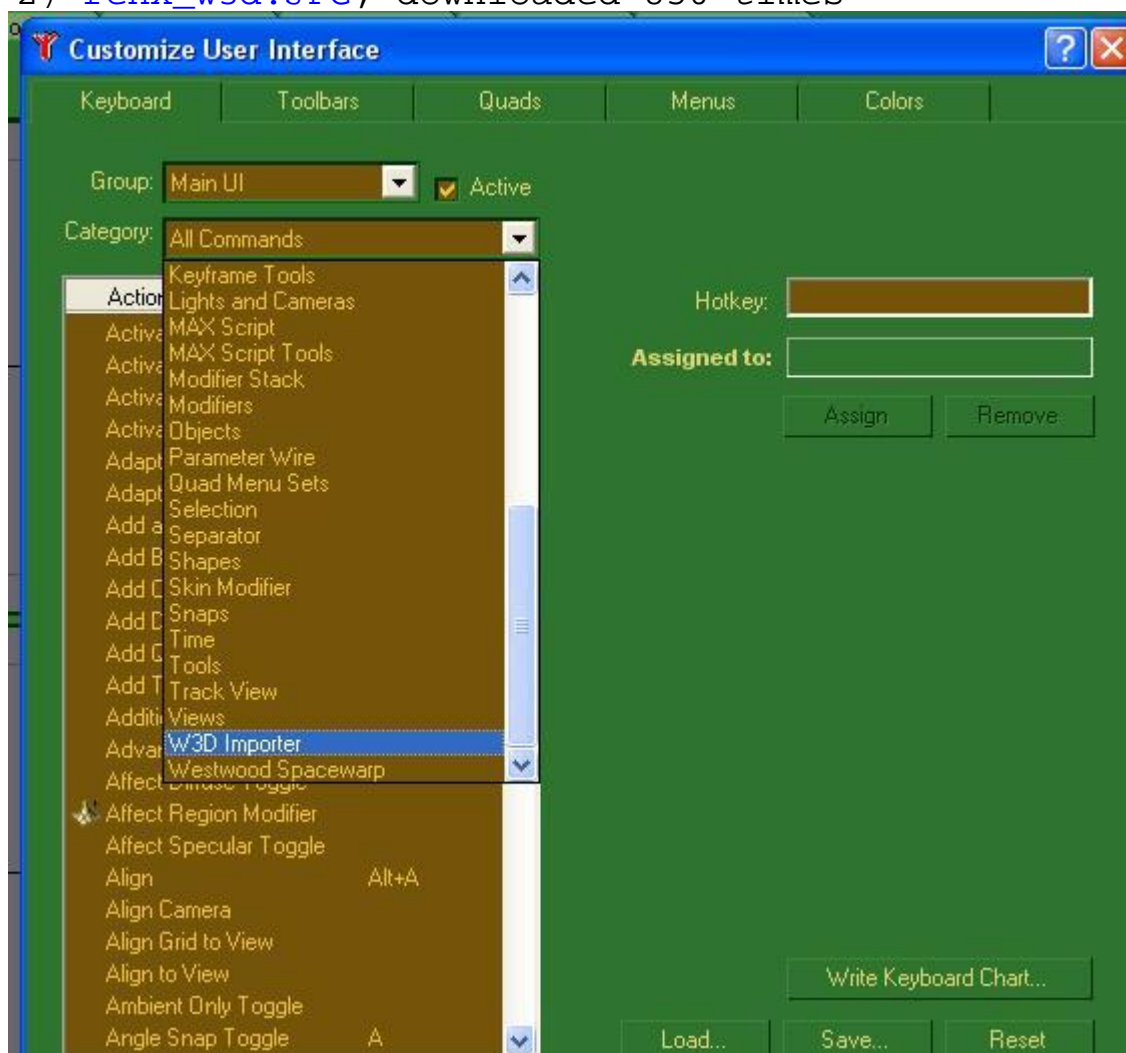 Customize User Interface
Keyboard Toolbars Quads Menus Colors
Group: Main UI Active
Category: All Commands
Keyframe Tools
Lights and Cameras
MAX Script
MAX Script Tools
Modifier Stack
Modifiers
Objects
Parameter Wire
Quad Menu Sets
Selection
Separator
Shapes
Skin Modifier
Snaps
Time
Tools
Track View
Views
W3D Importer
Westwood Spacewarp
Affect Region Modifier
Affect Specular Toggle
Align Alt+A
Align Camera
Align Grid to View
Align to View
Ambient Only Toggle
Angle Snap Toggle A
Hotkey:
Assigned to:
Assign Remove
Write Keyboard Chart...
Load... Save... Reset